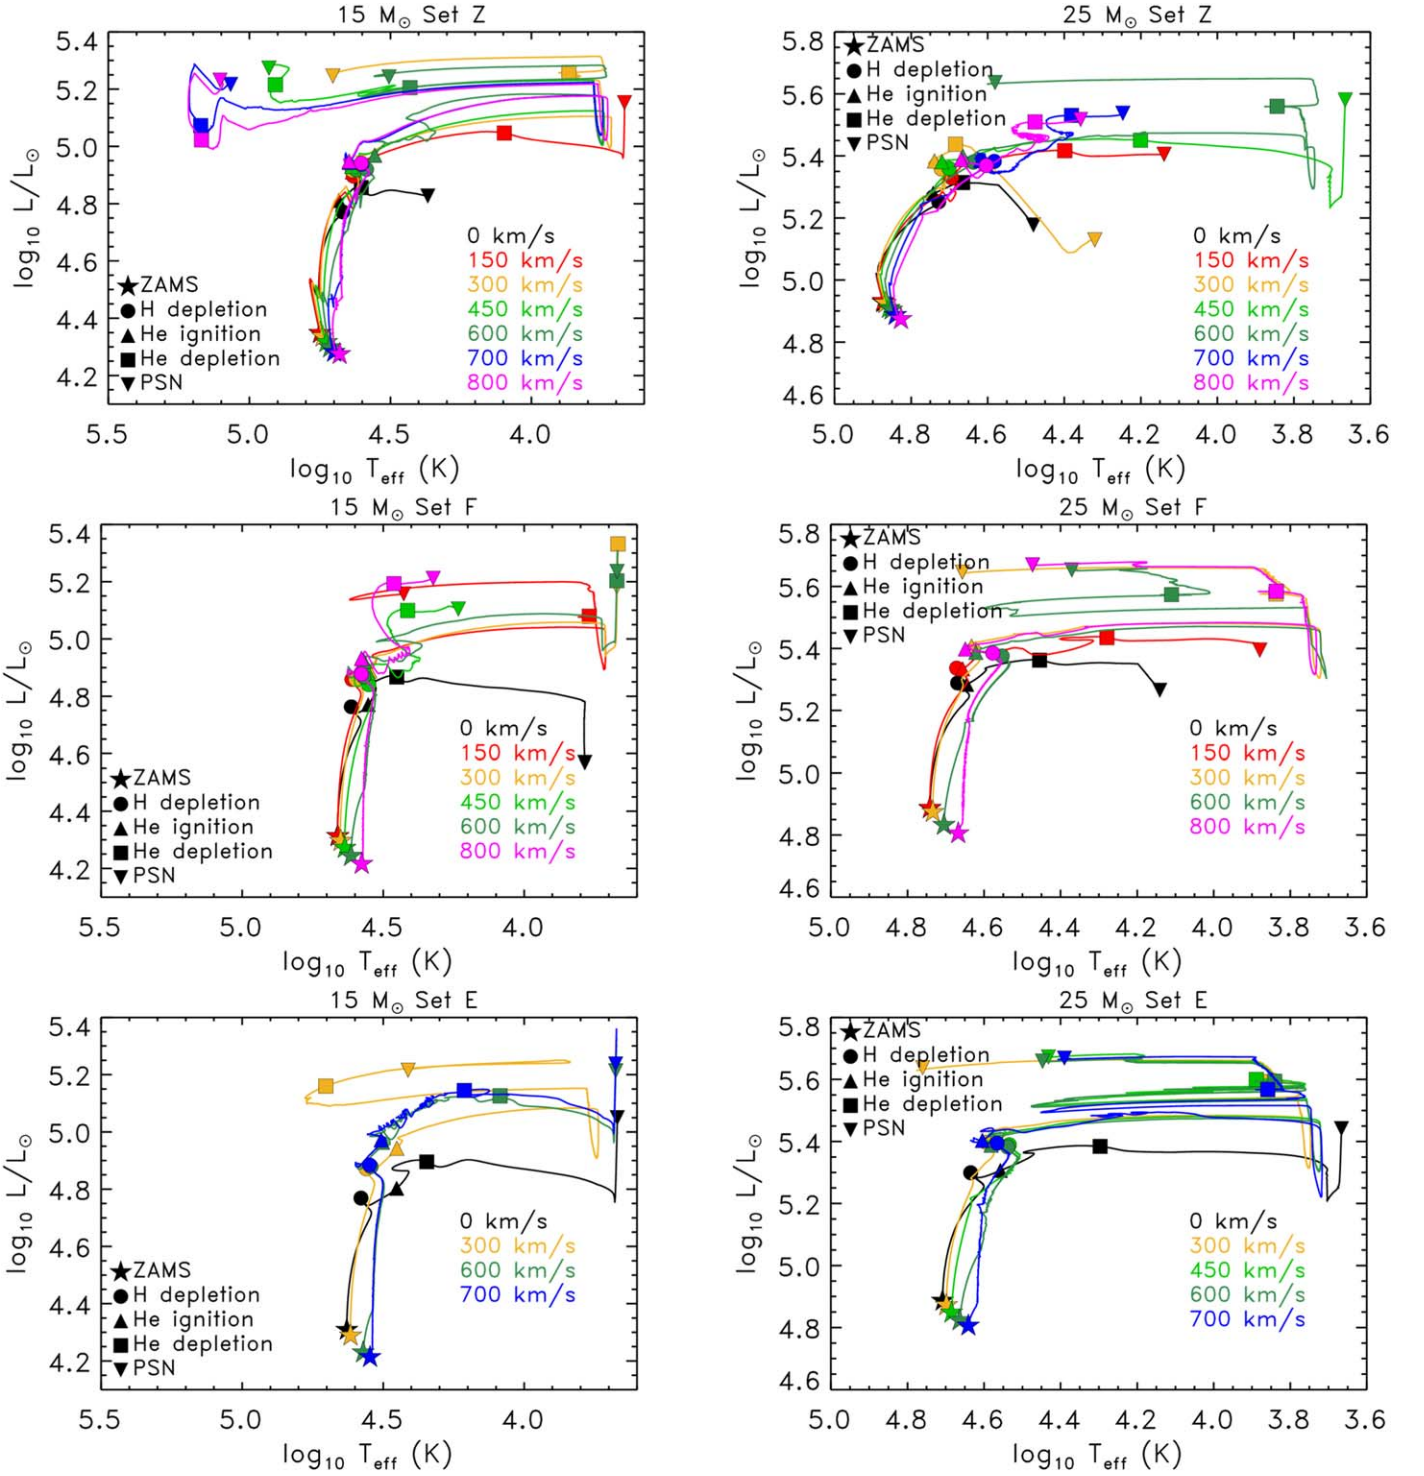 15 M⊙ Set Z
log₁₀ L/L⊙
5.4
5.2
5.0
4.8
4.6
4.4
4.2
0 km/s
150 km/s
300 km/s
450 km/s
600 km/s
700 km/s
800 km/s
ZAMS
H depletion
He ignition
He depletion
PSN
5.5 5.0 4.5 4.0
log₁₀ Teff (K)
25 M⊙ Set Z
log₁₀ L/L⊙
5.8
5.6
5.4
5.2
5.0
4.8
4.6
ZAMS
H depletion
He ignition
He depletion
PSN
0 km/s
150 km/s
300 km/s
450 km/s
600 km/s
700 km/s
800 km/s
5.0 4.8 4.6 4.4 4.2 4.0 3.8 3.6
log₁₀ Teff (K)
15 M⊙ Set F
log₁₀ L/L⊙
5.4
5.2
5.0
4.8
4.6
4.4
4.2
0 km/s
150 km/s
300 km/s
450 km/s
600 km/s
800 km/s
ZAMS
H depletion
He ignition
He depletion
PSN
5.5 5.0 4.5 4.0
log₁₀ Teff (K)
25 M⊙ Set F
log₁₀ L/L⊙
5.8
5.6
5.4
5.2
5.0
4.8
4.6
ZAMS
H depletion
He ignition
He depletion
PSN
0 km/s
150 km/s
300 km/s
600 km/s
800 km/s
5.0 4.8 4.6 4.4 4.2 4.0 3.8 3.6
log₁₀ Teff (K)
15 M⊙ Set E
log₁₀ L/L⊙
5.4
5.2
5.0
4.8
4.6
4.4
4.2
0 km/s
300 km/s
600 km/s
700 km/s
ZAMS
H depletion
He ignition
He depletion
PSN
5.5 5.0 4.5 4.0
log₁₀ Teff (K)
25 M⊙ Set E
log₁₀ L/L⊙
5.8
5.6
5.4
5.2
5.0
4.8
4.6
ZAMS
H depletion
He ignition
He depletion
PSN
0 km/s
300 km/s
450 km/s
600 km/s
700 km/s
5.0 4.8 4.6 4.4 4.2 4.0 3.8 3.6
log₁₀ Teff (K)